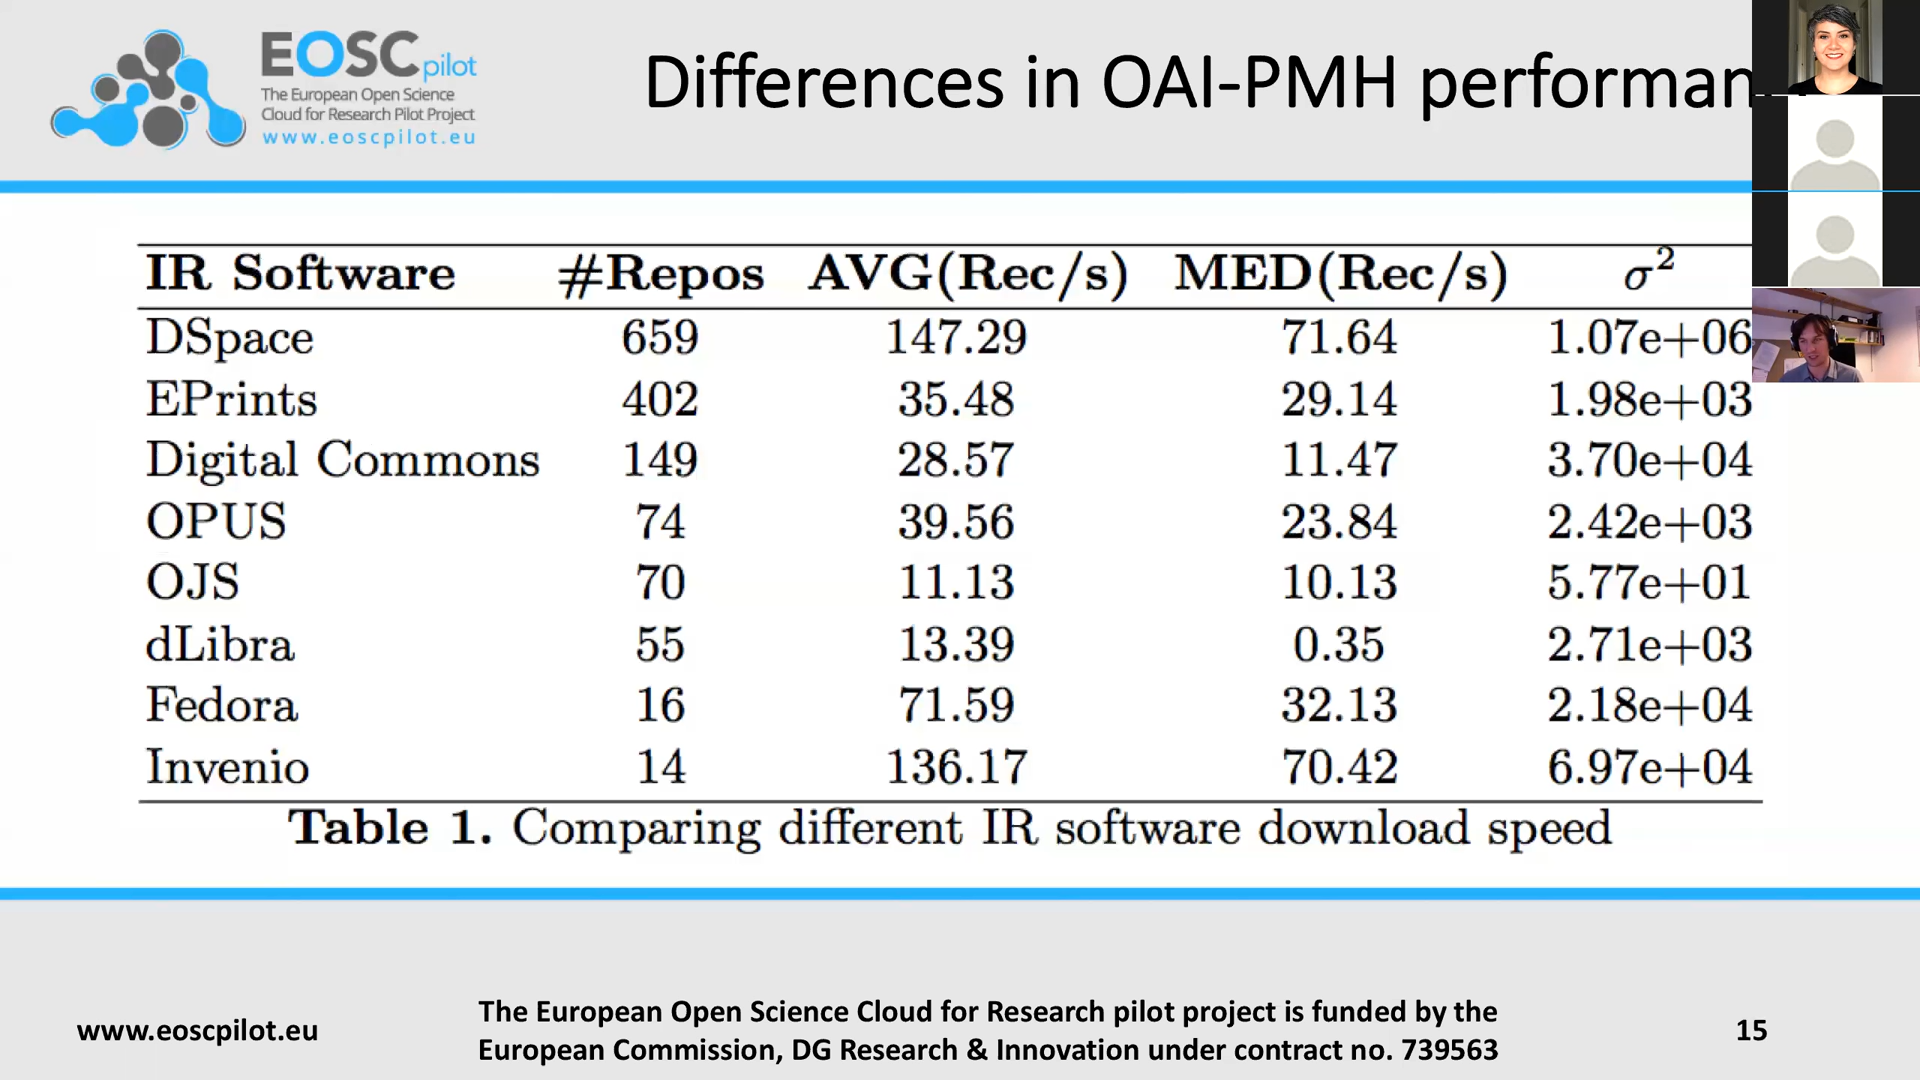 EOSCpilot
The European Open Science
Cloud for Research Pilot Project
www.eoscpilot.eu
Differences in OAI-PMH performan
IR Software #Repos AVG(Rec/s) MED(Rec/s) σ²
DSpace 659 147.29 71.64 1.07e+06
EPrints 402 35.48 29.14 1.98e+03
Digital Commons 149 28.57 11.47 3.70e+04
OPUS 74 39.56 23.84 2.42e+03
OJS 70 11.13 10.13 5.77e+01
dLibra 55 13.39 0.35 2.71e+03
Fedora 16 71.59 32.13 2.18e+04
Invenio 14 136.17 70.42 6.97e+04
Table 1. Comparing different IR software download speed
www.eoscpilot.eu
The European Open Science Cloud for Research pilot project is funded by the
European Commission, DG Research & Innovation under contract no. 739563
15